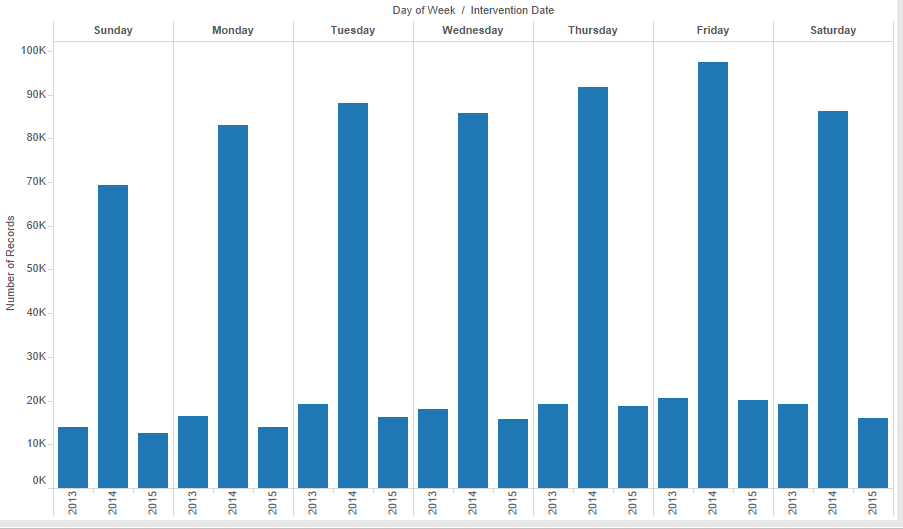 Day of Week / Intervention Date
Sunday Monday Tuesday Wednesday Thursday Friday Saturday
100K
90K
80K
70K
60K
50K
40K
30K
20K
10K
0K
Number of Records
2013 2014 2015 2013 2014 2015 2013 2014 2015 2013 2014 2015 2013 2014 2015 2013 2014 2015 2013 2014 2015